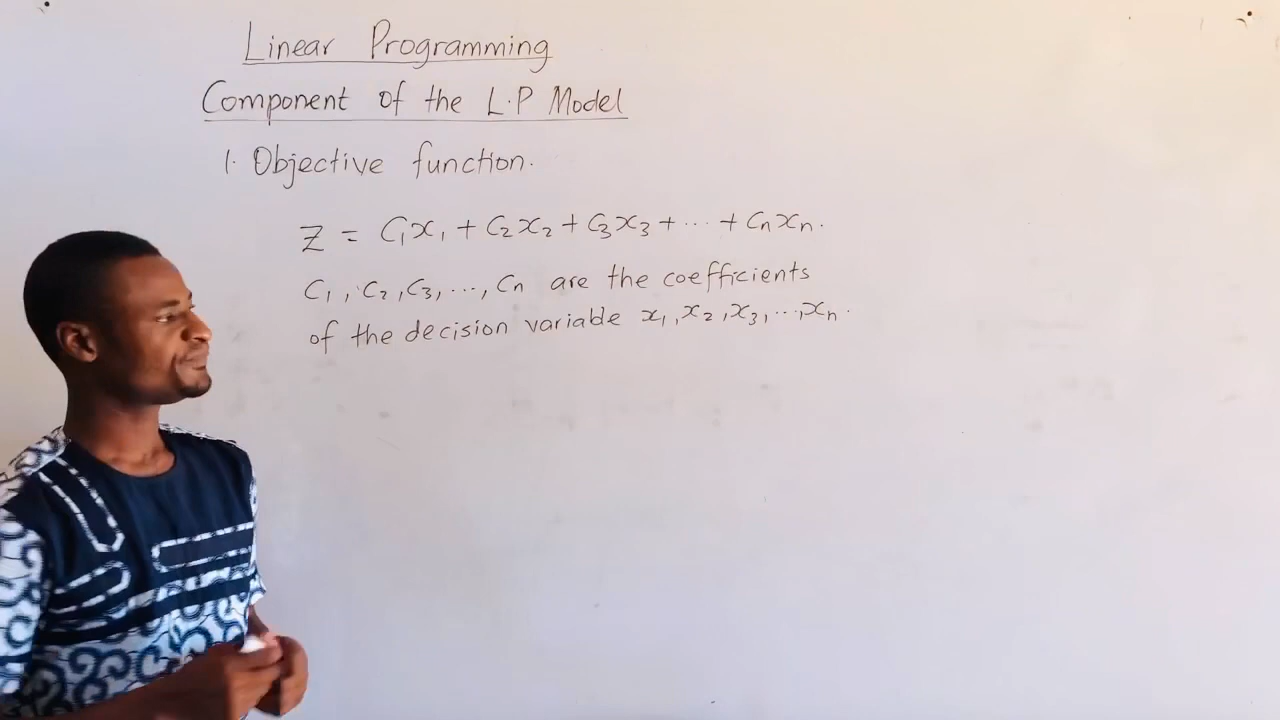 Linear Programming
Component of the L.P Model
1. Objective function.
Z = C₁x₁ + C₂x₂ + C₃x₃ + ... + Cₙxₙ.
C₁, C₂, C₃, ..., Cₙ are the coefficients
of the decision variable x₁, x₂, x₃, ..., xₙ.